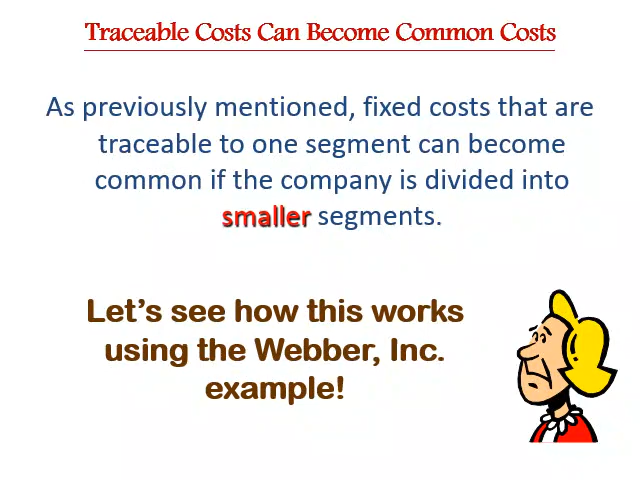 Traceable Costs Can Become Common Costs
As previously mentioned, fixed costs that are
traceable to one segment can become
common if the company is divided into
smaller segments.
Let’s see how this works
using the Webber, Inc.
example!